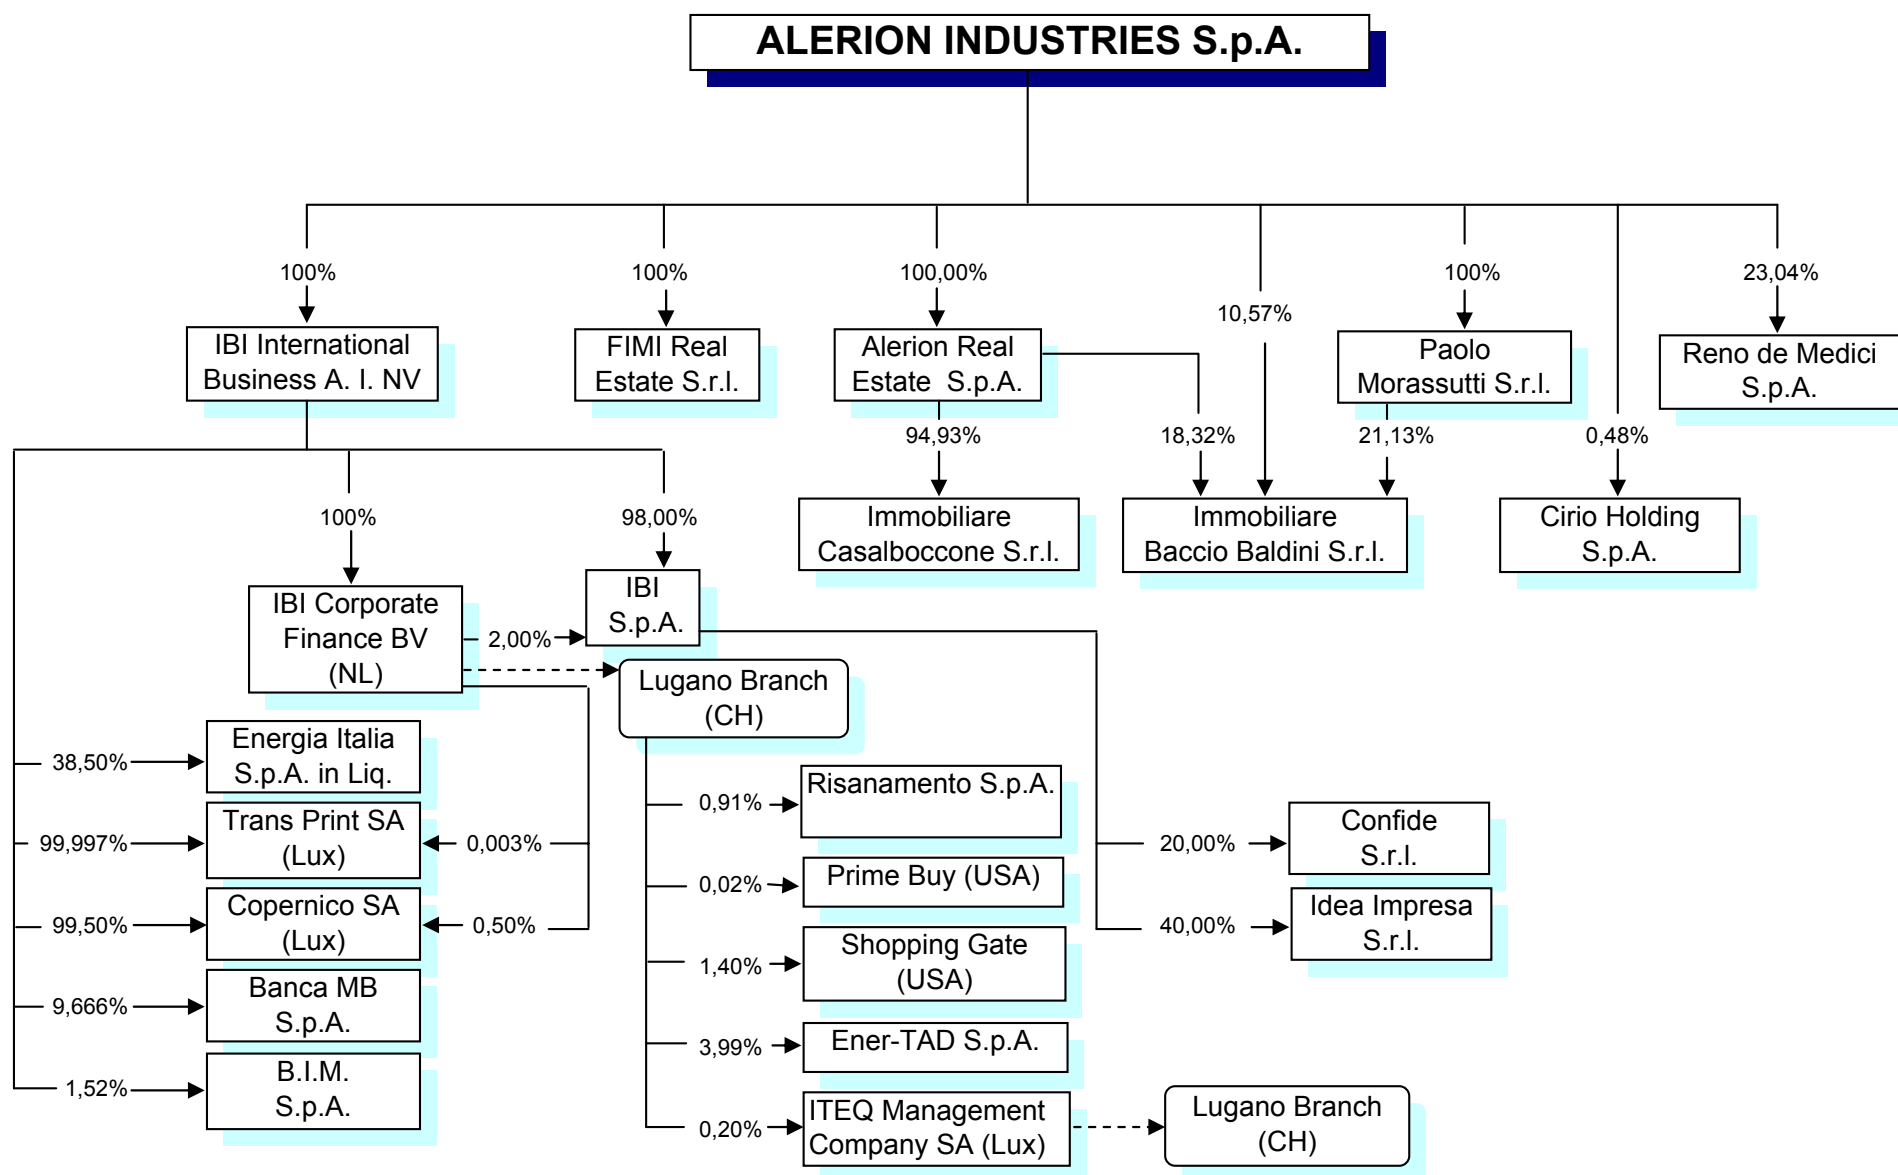 ALERION INDUSTRIES S.p.A.
100%
100%
100,00%
10,57%
100%
0,48%
23,04%
IBI International
Business A. I. NV
FIMI Real
Estate S.r.l.
Alerion Real
Estate S.p.A.
Paolo
Morassutti S.r.l.
Reno de Medici
S.p.A.
94,93%
18,32%
21,13%
Immobiliare
Casalboccone S.r.l.
Immobiliare
Baccio Baldini S.r.l.
Cirio Holding
S.p.A.
100%
98,00%
IBI Corporate
Finance BV
(NL)
2,00%
IBI
S.p.A.
Lugano Branch
(CH)
38,50%
Energia Italia
S.p.A. in Liq.
99,997%
Trans Print SA
(Lux)
0,003%
99,50%
Copernico SA
(Lux)
0,50%
9,666%
Banca MB
S.p.A.
1,52%
B.I.M.
S.p.A.
0,91%
Risanamento S.p.A.
0,02%
Prime Buy (USA)
1,40%
Shopping Gate
(USA)
3,99%
Ener-TAD S.p.A.
0,20%
ITEQ Management
Company SA (Lux)
Lugano Branch
(CH)
20,00%
Confide
S.r.l.
40,00%
Idea Impresa
S.r.l.